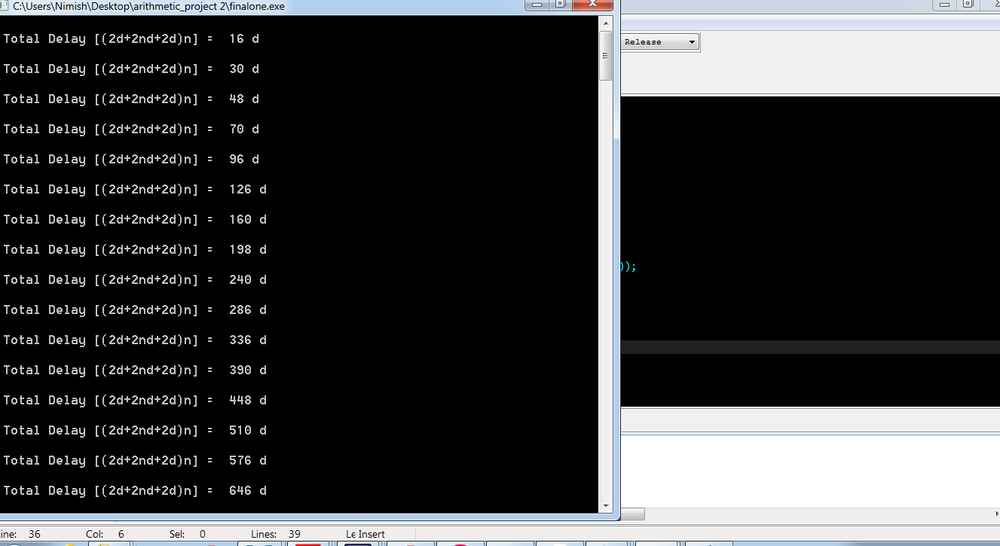 C:\Users\Nimish\Desktop\arithmetic_project 2\finalone.exe
Total Delay [(2d+2nd+2d)n] =  16 d
Release
Total Delay [(2d+2nd+2d)n] =  30 d
Total Delay [(2d+2nd+2d)n] =  48 d
Total Delay [(2d+2nd+2d)n] =  70 d
Total Delay [(2d+2nd+2d)n] =  96 d
Total Delay [(2d+2nd+2d)n] =  126 d
Total Delay [(2d+2nd+2d)n] =  160 d
Total Delay [(2d+2nd+2d)n] =  198 d
));
Total Delay [(2d+2nd+2d)n] =  240 d
Total Delay [(2d+2nd+2d)n] =  286 d
Total Delay [(2d+2nd+2d)n] =  336 d
Total Delay [(2d+2nd+2d)n] =  390 d
Total Delay [(2d+2nd+2d)n] =  448 d
Total Delay [(2d+2nd+2d)n] =  510 d
Total Delay [(2d+2nd+2d)n] =  576 d
Total Delay [(2d+2nd+2d)n] =  646 d
ine: 36 Col: 6 Sel: 0 Lines: 39 Le Insert